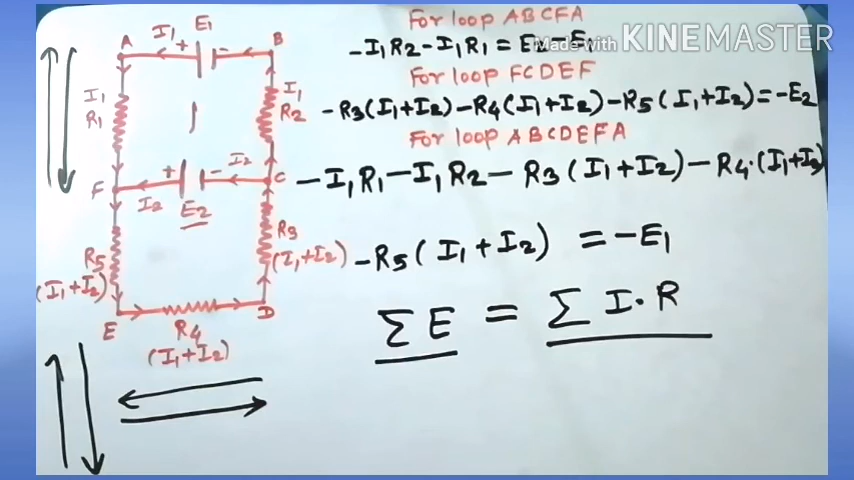 For loop ABCFA
-I₁R₂-I₁R₁ = E₂-E₁
Made with KINEMASTER
For loop FCDEF
-R₃(I₁+I₂)-R₄(I₁+I₂)-R₅(I₁+I₂)=-E₂
For loop ABCDEFA
-I₁R₁-I₁R₂-R₃(I₁+I₂)-R₄·(I₁+I₂)
-R₅(I₁+I₂) =-E₁
ΣE = ΣI·R
I₁ E₁
A + - B
I₁ I₁
R₁ R₂
+ - I₂
F C
I₂ E₂
R₃
R₅ (I₁+I₂)
(I₁+I₂)
E R₄ D
(I₁+I₂)